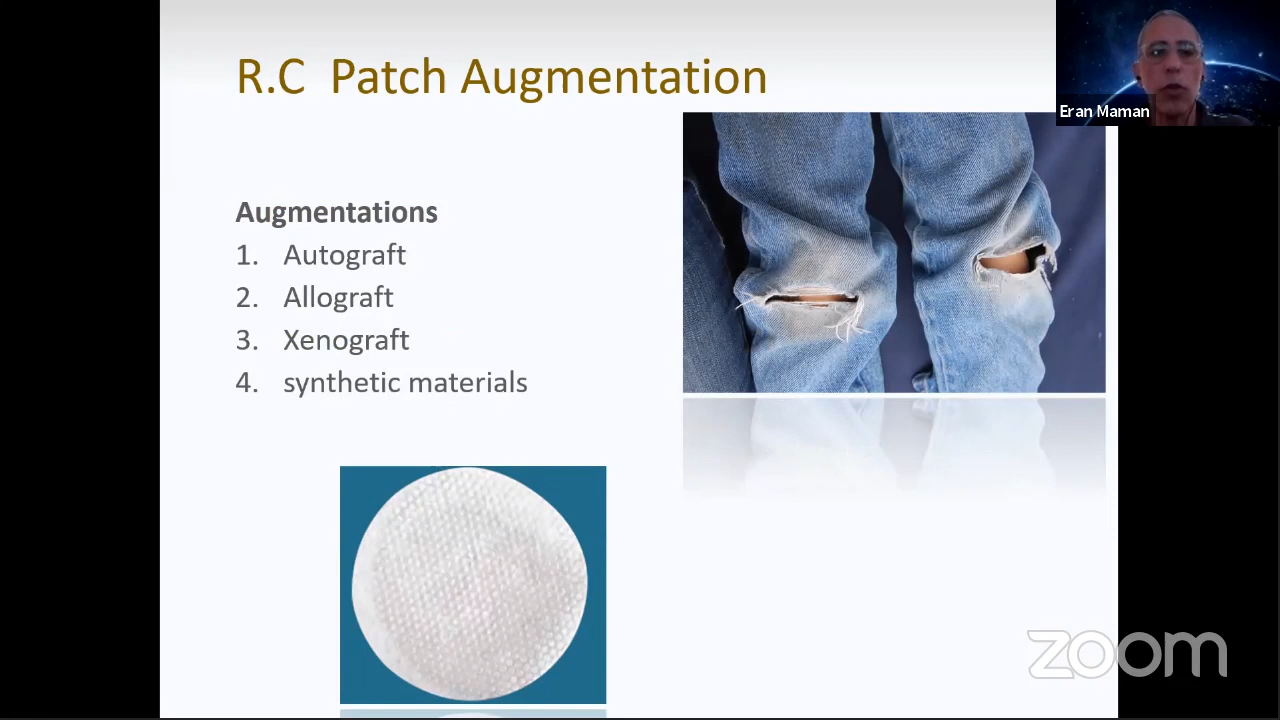 R.C Patch Augmentation
Eran Maman
Augmentations
1. Autograft
2. Allograft
3. Xenograft
4. synthetic materials
zoom